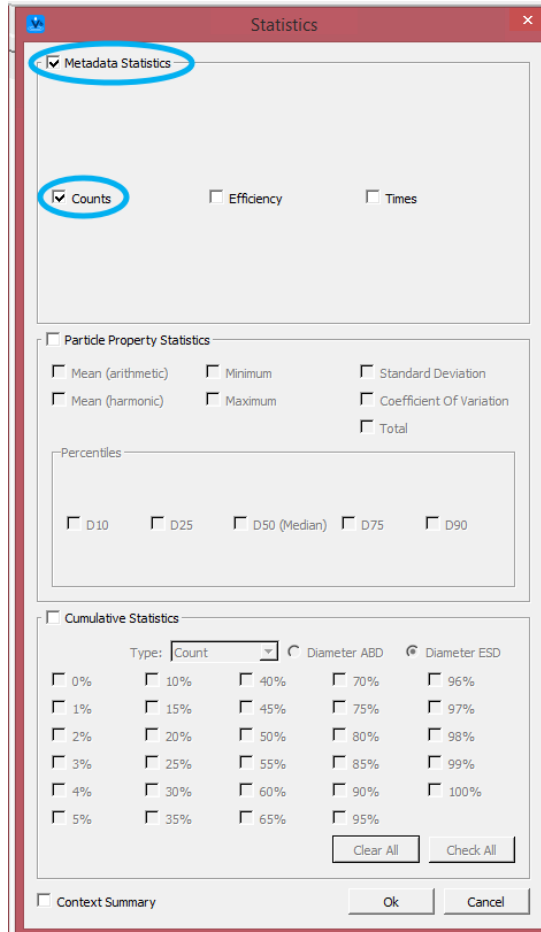 Statistics
Metadata Statistics
Counts Efficiency Times
Particle Property Statistics
Mean (arithmetic) Minimum Standard Deviation
Mean (harmonic) Maximum Coefficient Of Variation
Total
Percentiles
D10 D25 D50 (Median) D75 D90
Cumulative Statistics
Type: Count Diameter ABD Diameter ESD
0% 10% 40% 70% 96%
1% 15% 45% 75% 97%
2% 20% 50% 80% 98%
3% 25% 55% 85% 99%
4% 30% 60% 90% 100%
5% 35% 65% 95%
Clear All Check All
Context Summary Ok Cancel